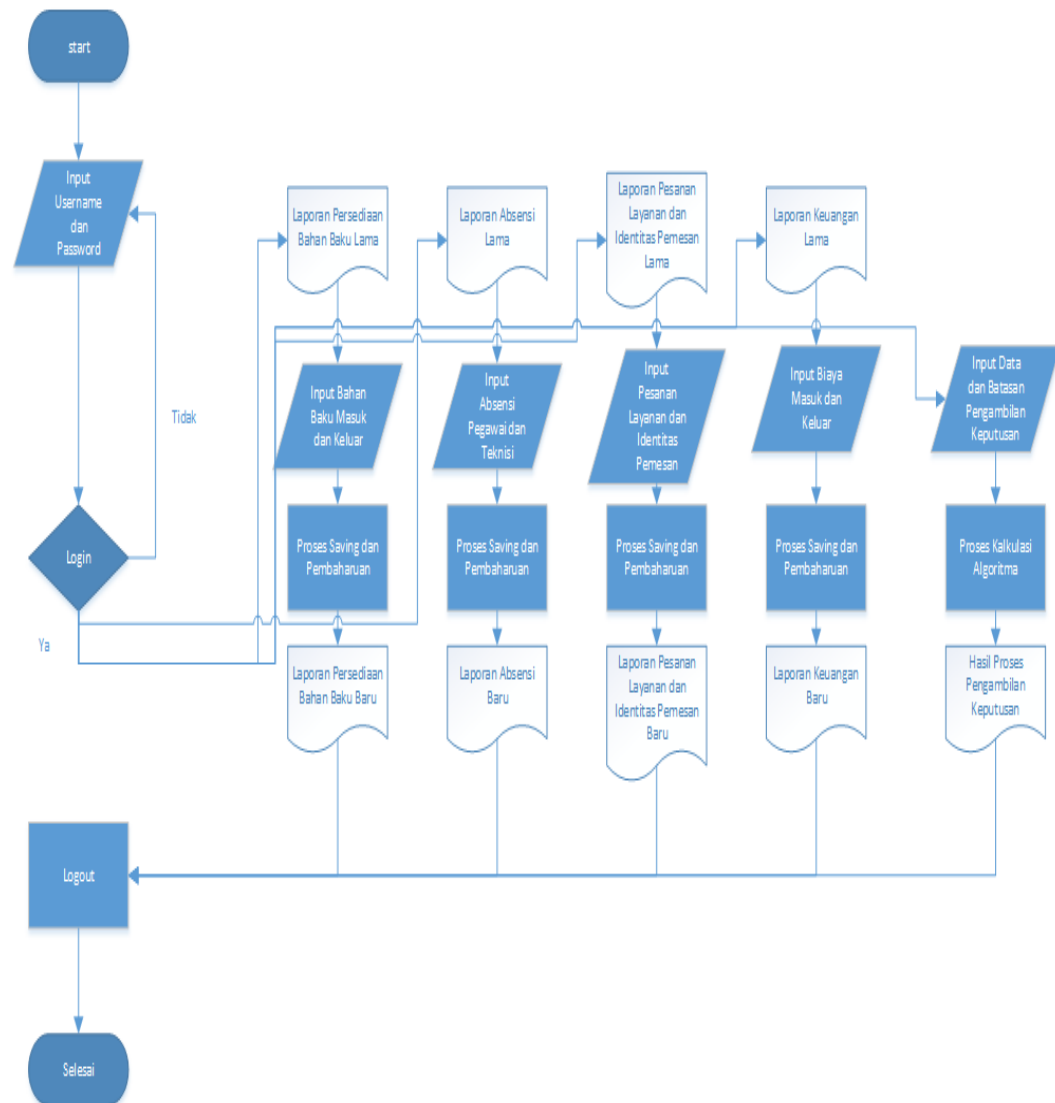 start
Input
Username
dan
Password
Laporan Persediaan
Bahan Baku Lama
Laporan Absensi
Lama
Laporan Pesanan
Layanan dan
Identitas Pemesan
Lama
Laporan Keuangan
Lama
Input Bahan
Baku Masuk
dan Keluar
Input
Absensi
Pegawai dan
Teknisi
Input
Pesanan
Layanan dan
Identitas
Pemesan
Input Biaya
Masuk dan
Keluar
Input Data
dan Batasan
Pengambilan
Keputusan
Tidak
Login
Ya
Proses Saving dan
Pembaharuan
Proses Saving dan
Pembaharuan
Proses Saving dan
Pembaharuan
Proses Saving dan
Pembaharuan
Proses Kalkulasi
Algoritma
Laporan Persediaan
Bahan Baku Baru
Laporan Absensi
Baru
Laporan Pesanan
Layanan dan
Identitas Pemesan
Baru
Laporan Keuangan
Baru
Hasil Proses
Pengambilan
Keputusan
Logout
Selesai